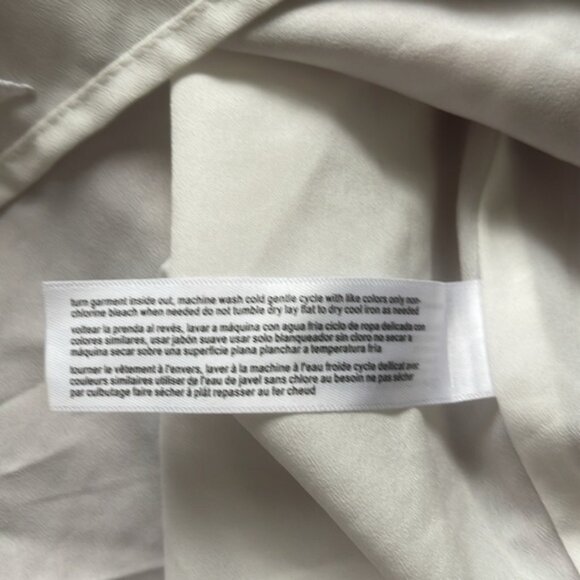 turn garment inside out, machine wash cold gentle cycle with like colors only non-
chlorine bleach when needed do not tumble dry lay flat to dry cool iron as needed
voltear la prenda al revés, lavar a máquina con agua fría ciclo de ropa delicada con
colores similares, usar jabón suave usar solo blanqueador sin cloro no secar a
máquina secar sobre una superficie plana planchar a temperatura fría
tourner le vêtement à l'envers, laver à la machine à l'eau froide cycle délicat avec
couleurs similaires utiliser de l'eau de javel sans chlore au besoin ne pas sécher
par culbutage faire sécher à plat repasser au fer chaud